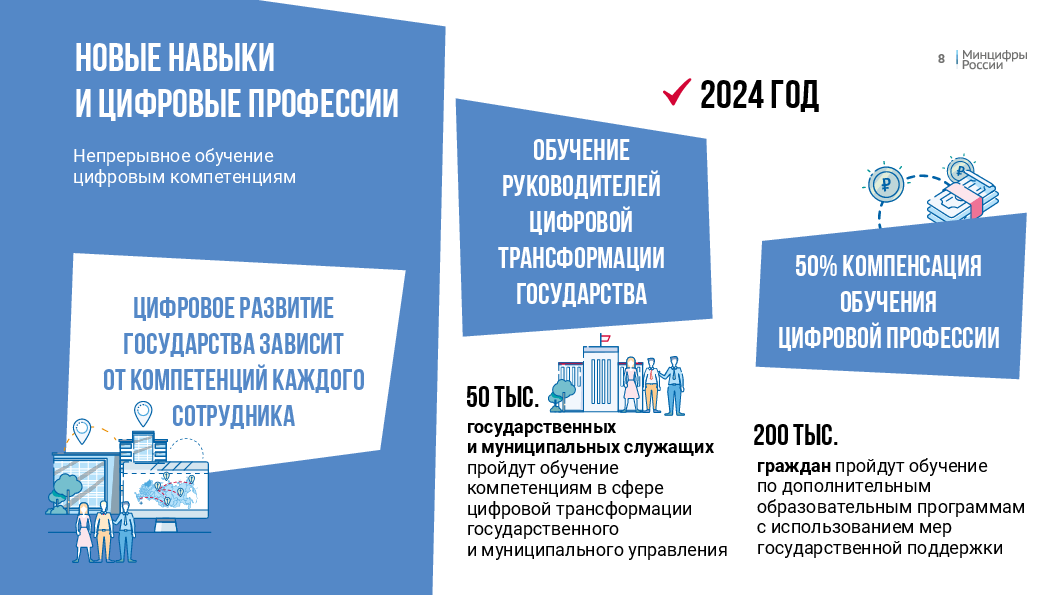 НОВЫЕ НАВЫКИ
И ЦИФРОВЫЕ ПРОФЕССИИ
Непрерывное обучение
цифровым компетенциям
ЦИФРОВОЕ РАЗВИТИЕ
ГОСУДАРСТВА ЗАВИСИТ
ОТ КОМПЕТЕНЦИЙ КАЖДОГО
СОТРУДНИКА
8
Минцифры
России
2024 ГОД
ОБУЧЕНИЕ
РУКОВОДИТЕЛЕЙ
ЦИФРОВОЙ
ТРАНСФОРМАЦИИ
ГОСУДАРСТВА
50 ТЫС.
государственных
и муниципальных служащих
пройдут обучение
компетенциям в сфере
цифровой трансформации
государственного
и муниципального управления
₽
₽
50% КОМПЕНСАЦИЯ
ОБУЧЕНИЯ
ЦИФРОВОЙ ПРОФЕССИИ
200 ТЫС.
граждан пройдут обучение
по дополнительным
образовательным программам
с использованием мер
государственной поддержки